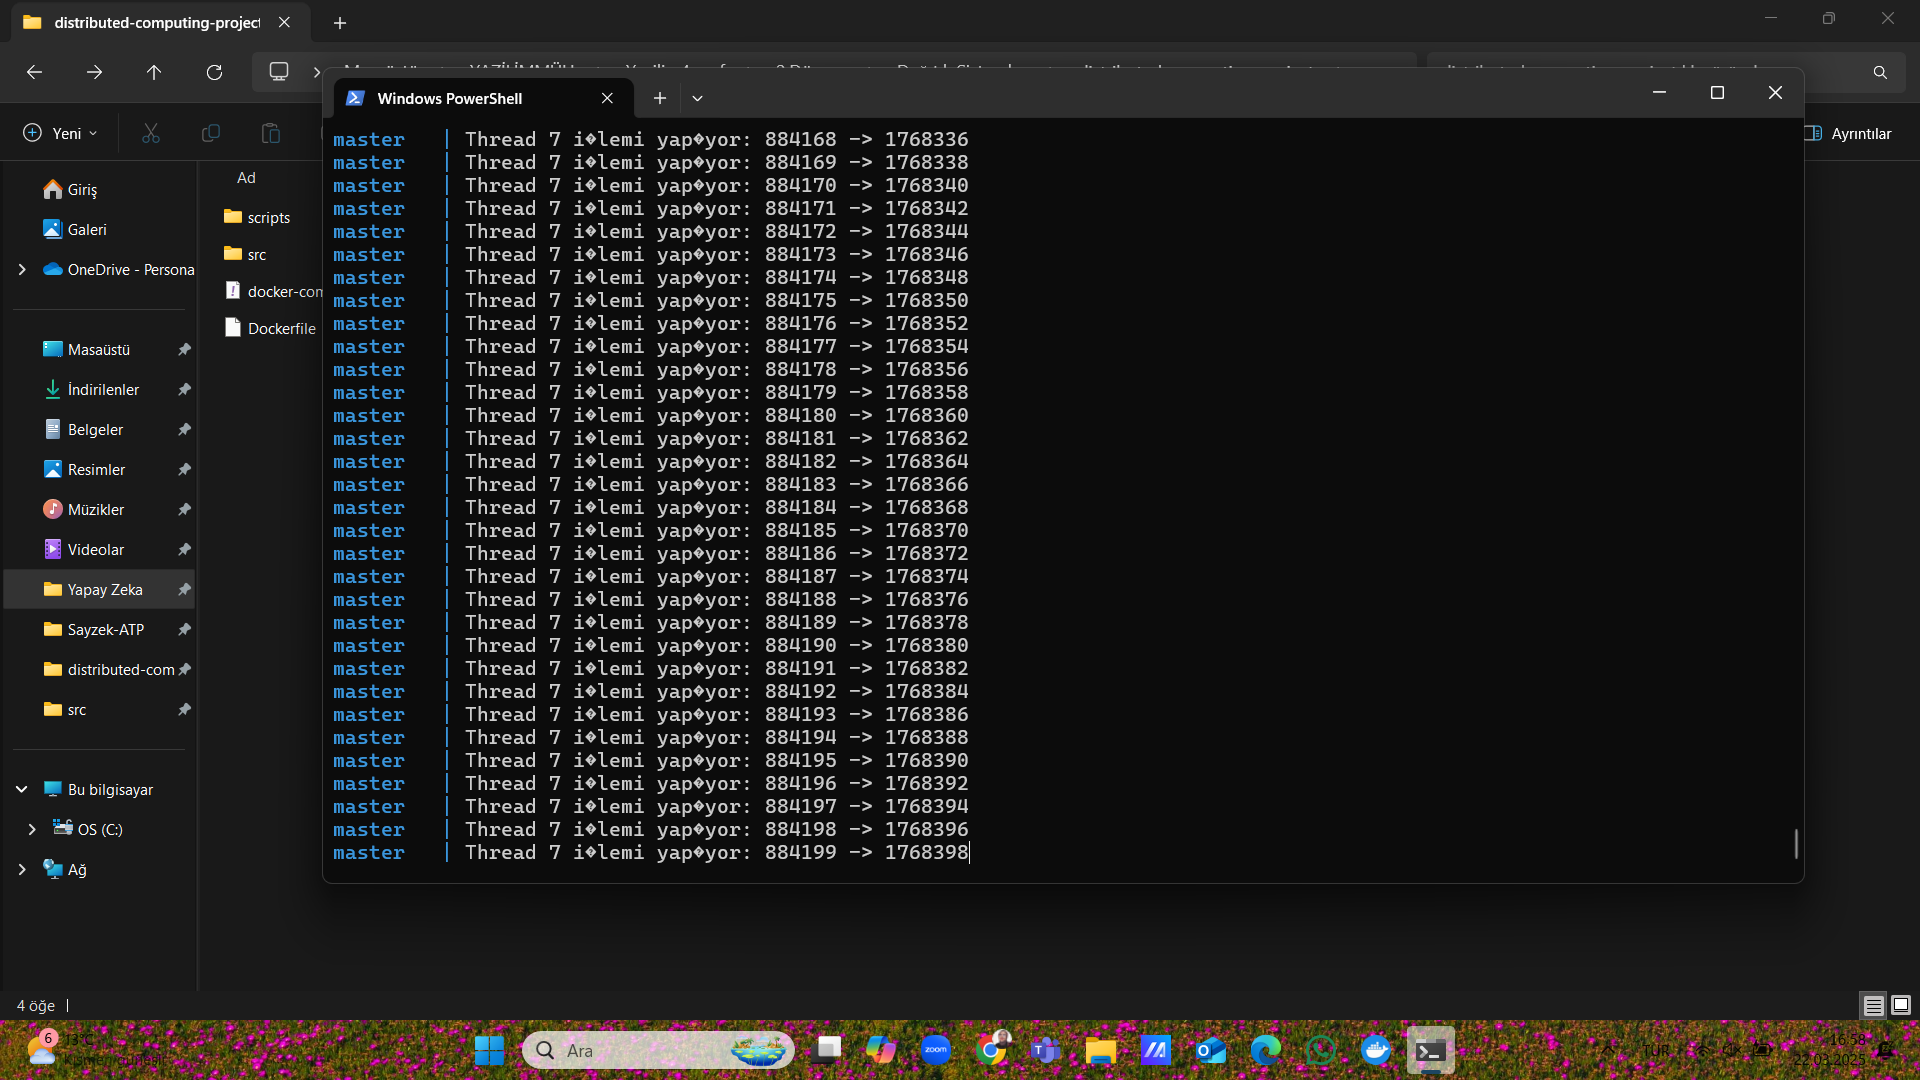 distributed-computing-project
Windows PowerShell
Yeni
Ayrıntılar
Ad
scripts
src
docker-com
Dockerfile
Giriş
Galeri
OneDrive - Persona
Masaüstü
İndirilenler
Belgeler
Resimler
Müzikler
Videolar
Yapay Zeka
Sayzek-ATP
distributed-com
src
Bu bilgisayar
OS (C:)
Ağ
master | Thread 7 i�lemi yap�yor: 884168 -> 1768336
master | Thread 7 i�lemi yap�yor: 884169 -> 1768338
master | Thread 7 i�lemi yap�yor: 884170 -> 1768340
master | Thread 7 i�lemi yap�yor: 884171 -> 1768342
master | Thread 7 i�lemi yap�yor: 884172 -> 1768344
master | Thread 7 i�lemi yap�yor: 884173 -> 1768346
master | Thread 7 i�lemi yap�yor: 884174 -> 1768348
master | Thread 7 i�lemi yap�yor: 884175 -> 1768350
master | Thread 7 i�lemi yap�yor: 884176 -> 1768352
master | Thread 7 i�lemi yap�yor: 884177 -> 1768354
master | Thread 7 i�lemi yap�yor: 884178 -> 1768356
master | Thread 7 i�lemi yap�yor: 884179 -> 1768358
master | Thread 7 i�lemi yap�yor: 884180 -> 1768360
master | Thread 7 i�lemi yap�yor: 884181 -> 1768362
master | Thread 7 i�lemi yap�yor: 884182 -> 1768364
master | Thread 7 i�lemi yap�yor: 884183 -> 1768366
master | Thread 7 i�lemi yap�yor: 884184 -> 1768368
master | Thread 7 i�lemi yap�yor: 884185 -> 1768370
master | Thread 7 i�lemi yap�yor: 884186 -> 1768372
master | Thread 7 i�lemi yap�yor: 884187 -> 1768374
master | Thread 7 i�lemi yap�yor: 884188 -> 1768376
master | Thread 7 i�lemi yap�yor: 884189 -> 1768378
master | Thread 7 i�lemi yap�yor: 884190 -> 1768380
master | Thread 7 i�lemi yap�yor: 884191 -> 1768382
master | Thread 7 i�lemi yap�yor: 884192 -> 1768384
master | Thread 7 i�lemi yap�yor: 884193 -> 1768386
master | Thread 7 i�lemi yap�yor: 884194 -> 1768388
master | Thread 7 i�lemi yap�yor: 884195 -> 1768390
master | Thread 7 i�lemi yap�yor: 884196 -> 1768392
master | Thread 7 i�lemi yap�yor: 884197 -> 1768394
master | Thread 7 i�lemi yap�yor: 884198 -> 1768396
master | Thread 7 i�lemi yap�yor: 884199 -> 1768398
4 öğe
6
13°C
Kısmen güneşli
Ara
zoom
TUR
16:58
22.03.2025